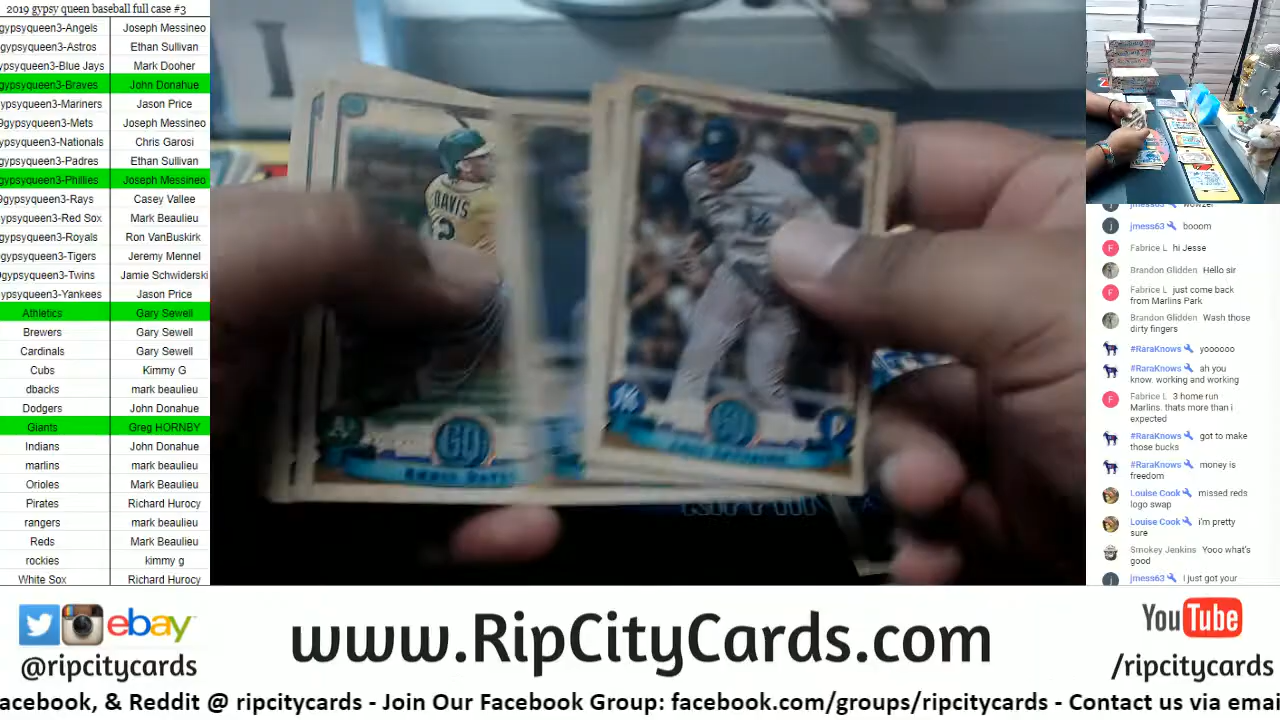 2019 gypsy queen baseball full case #3
gypsyqueen3-Angels Joseph Messineo
gypsyqueen3-Astros Ethan Sullivan
gypsyqueen3-Blue Jays Mark Dooher
gypsyqueen3-Braves John Donahue
ypsyqueen3-Mariners Jason Price
9gypsyqueen3-Mets Joseph Messineo
ypsyqueen3-Nationals Chris Garosi
gypsyqueen3-Padres Ethan Sullivan
gypsyqueen3-Phillies Joseph Messineo
9gypsyqueen3-Rays Casey Vallee
ypsyqueen3-Red Sox Mark Beaulieu
gypsyqueen3-Royals Ron VanBuskirk
gypsyqueen3-Tigers Jeremy Mennel
gypsyqueen3-Twins Jamie Schwiderski
ypsyqueen3-Yankees Jason Price
Athletics Gary Sewell
Brewers Gary Sewell
Cardinals Gary Sewell
Cubs Kimmy G
dbacks mark beaulieu
Dodgers John Donahue
Giants Greg HORNBY
Indians John Donahue
marlins mark beaulieu
Orioles Mark Beaulieu
Pirates Richard Hurocy
rangers mark beaulieu
Reds Mark Beaulieu
rockies kimmy g
White Sox Richard Hurocy
DAVIS
2
GQ
jmess63 wowzer
jmess63 booom
Fabrice L hi Jesse
Brandon Glidden Hello sir
Fabrice L just come back
from Marlins Park
Brandon Glidden Wash those
dirty fingers
#RaraKnows yoooooo
#RaraKnows ah you
know. working and working
Fabrice L 3 home run
Marlins. thats more than i
expected
#RaraKnows got to make
those bucks
#RaraKnows money is
freedom
Louise Cook missed reds
logo swap
Louise Cook i'm pretty
sure
Smokey Jenkins Yooo what's
good
jmess63 I just got your
ebay
@ripcitycards
www.RipCityCards.com
YouTube
/ripcitycards
acebook, & Reddit @ ripcitycards - Join Our Facebook Group: facebook.com/groups/ripcitycards - Contact us via emai